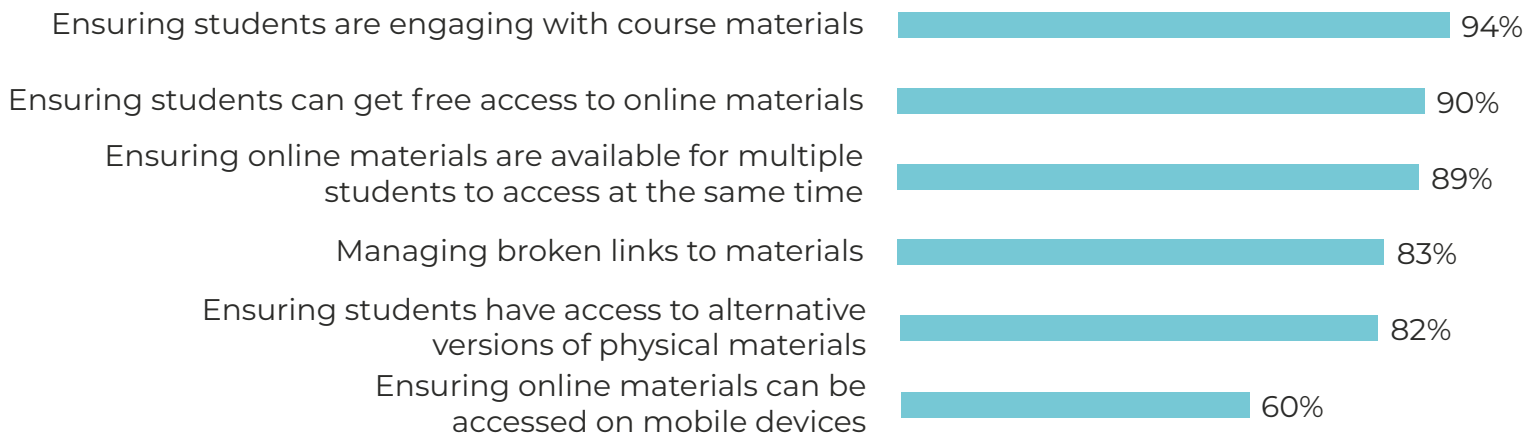 Ensuring students are engaging with course materials 94%
Ensuring students can get free access to online materials 90%
Ensuring online materials are available for multiple
students to access at the same time 89%
Managing broken links to materials 83%
Ensuring students have access to alternative
versions of physical materials 82%
Ensuring online materials can be
accessed on mobile devices 60%